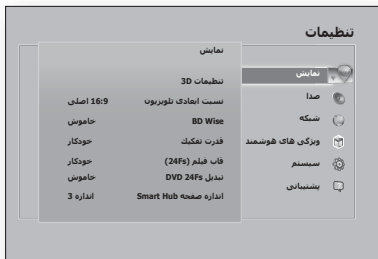 تنظیمات
نمایش
صدا
شبکه
ویژگی های هوشمند
سیستم
پشتیبانی
نمایش
تنظیمات 3D
نسبت ابعادی تلویزیون 16:9 اصلی
BD Wise خاموش
قدرت تفکیک خودکار
قاب فیلم (24Fs) خودکار
تبدیل DVD 24Fs خاموش
اندازه صفحه Smart Hub اندازه 3